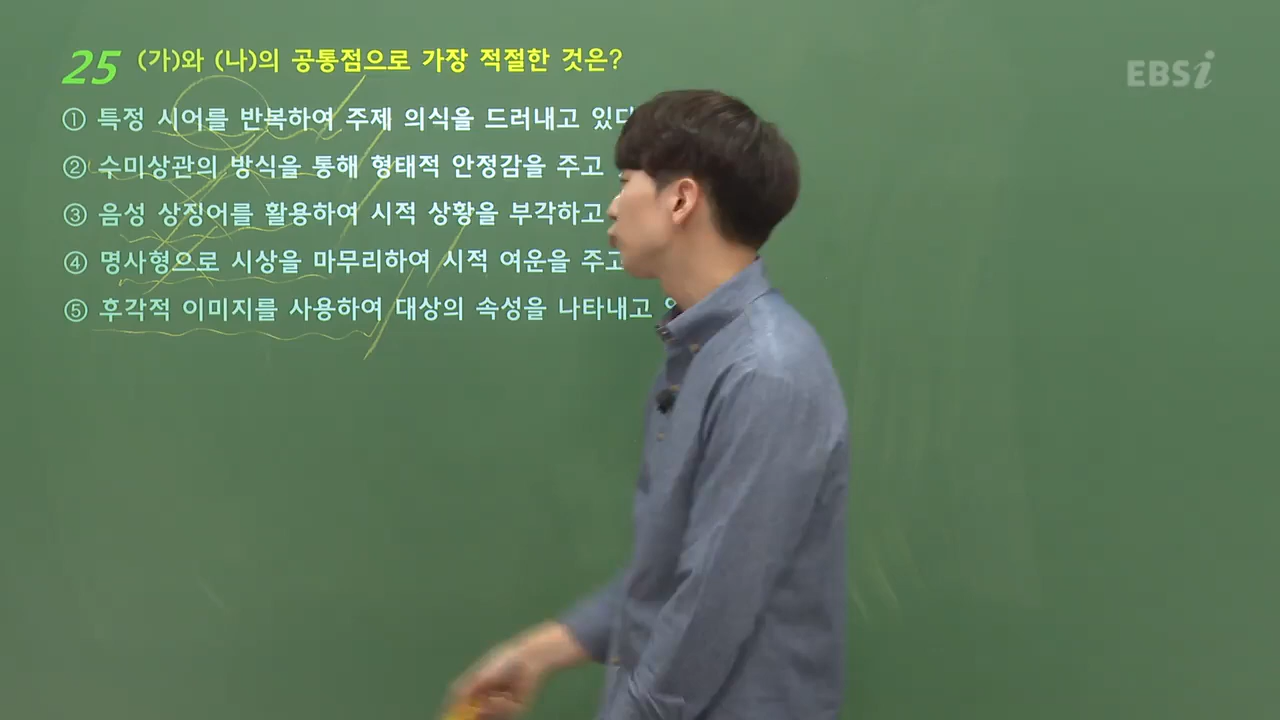 25 (가)와 (나)의 공통점으로 가장 적절한 것은?
EBSi
① 특정 시어를 반복하여 주제 의식을 드러내고
② 수미상관의 방식을 통해 형태적 안정감을 주고
③ 음성 상징어를 활용하여 시적 상황을 부각하고
④ 명사형으로 시상을 마무리하여 시적 여운을 주고
⑤ 후각적 이미지를 사용하여 대상의 속성을 나타내고